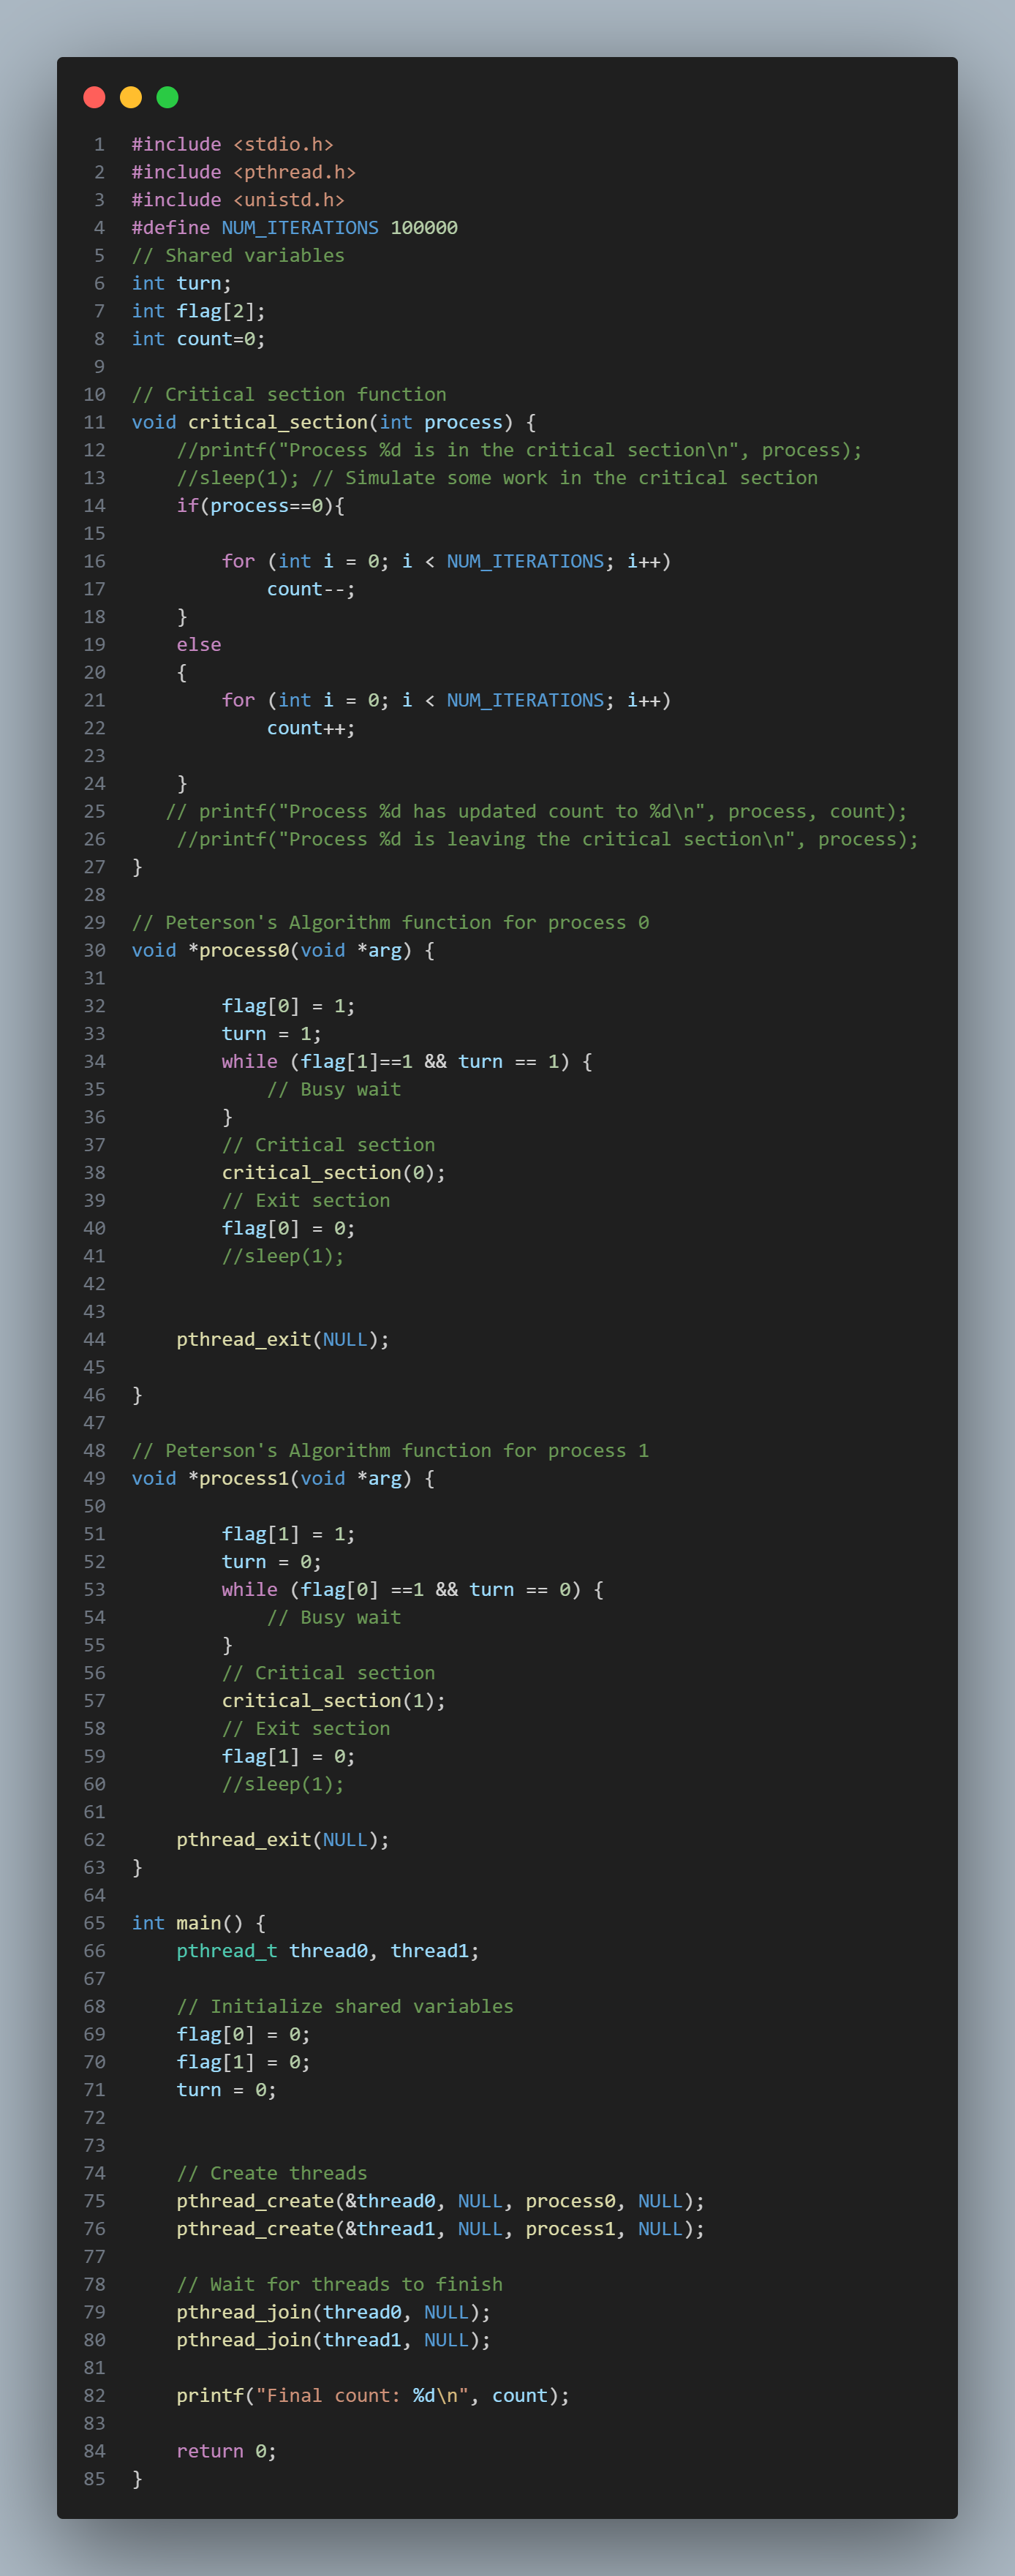 1 #include <stdio.h>
2 #include <pthread.h>
3 #include <unistd.h>
4 #define NUM_ITERATIONS 100000
5 // Shared variables
6 int turn;
7 int flag[2];
8 int count=0;
9
10 // Critical section function
11 void critical_section(int process) {
12     //printf("Process %d is in the critical section\n", process);
13     //sleep(1); // Simulate some work in the critical section
14     if(process==0){
15
16         for (int i = 0; i < NUM_ITERATIONS; i++)
17             count--;
18     }
19     else
20     {
21         for (int i = 0; i < NUM_ITERATIONS; i++)
22             count++;
23
24     }
25    // printf("Process %d has updated count to %d\n", process, count);
26     //printf("Process %d is leaving the critical section\n", process);
27 }
28
29 // Peterson's Algorithm function for process 0
30 void *process0(void *arg) {
31
32         flag[0] = 1;
33         turn = 1;
34         while (flag[1]==1 && turn == 1) {
35             // Busy wait
36         }
37         // Critical section
38         critical_section(0);
39         // Exit section
40         flag[0] = 0;
41         //sleep(1);
42
43
44     pthread_exit(NULL);
45
46 }
47
48 // Peterson's Algorithm function for process 1
49 void *process1(void *arg) {
50
51         flag[1] = 1;
52         turn = 0;
53         while (flag[0] ==1 && turn == 0) {
54             // Busy wait
55         }
56         // Critical section
57         critical_section(1);
58         // Exit section
59         flag[1] = 0;
60         //sleep(1);
61
62     pthread_exit(NULL);
63 }
64
65 int main() {
66     pthread_t thread0, thread1;
67
68     // Initialize shared variables
69     flag[0] = 0;
70     flag[1] = 0;
71     turn = 0;
72
73
74     // Create threads
75     pthread_create(&thread0, NULL, process0, NULL);
76     pthread_create(&thread1, NULL, process1, NULL);
77
78     // Wait for threads to finish
79     pthread_join(thread0, NULL);
80     pthread_join(thread1, NULL);
81
82     printf("Final count: %d\n", count);
83
84     return 0;
85 }